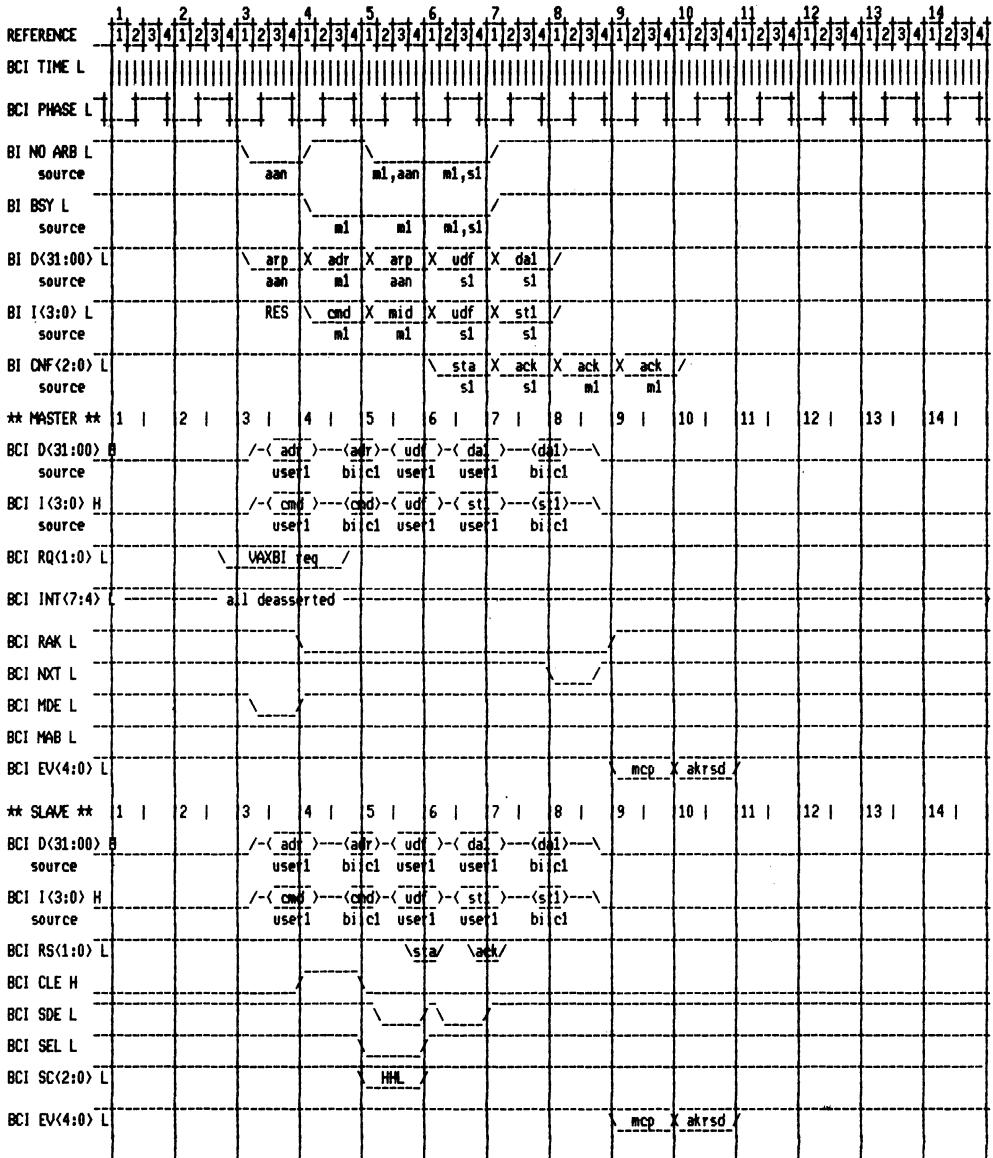 1 2 3 4 5 6 7 8 9 10 11 12 13 14
REFERENCE 1 2 3 4 1 2 3 4 1 2 3 4 1 2 3 4 1 2 3 4 1 2 3 4 1 2 3 4 1 2 3 4 1 2 3 4 1 2 3 4 1 2 3 4 1 2 3 4 1 2 3 4 1 2 3 4
BCI TIME L
BCI PHASE L
BI NO ARB L
source aan m1,aan m1,s1
BI BSY L
source m1 m1 m1,s1
BI D<31:00> L \ arp X adr X arp X udf X da1 /
source aan m1 aan s1 s1
BI I<3:0> L RES \ cmd X mid X udf X st1 /
source m1 m1 s1 s1
BI CNF<2:0> L \ sta X ack X ack X ack /
source s1 s1 m1 m1
** MASTER ** 1 | 2 | 3 | 4 | 5 | 6 | 7 | 8 | 9 | 10 | 11 | 12 | 13 | 14 |
BCI D<31:00> H /-< adr >---<adr>-< udf >-< da1 >---<da1>---\
source user1 biic1 user1 user1 biic1
BCI I<3:0> H /-< cmd >---<cmd>-< udf >-< st1 >---<st1>---\
source user1 biic1 user1 user1 biic1
BCI RQ<1:0> L \ VAXBI req /
BCI INT<7:4> L --------- all deasserted ---------
BCI RAK L
BCI NXT L
BCI MDE L
BCI MAB L
BCI EV<4:0> L \ mcp X akrsd /
** SLAVE ** 1 | 2 | 3 | 4 | 5 | 6 | 7 | 8 | 9 | 10 | 11 | 12 | 13 | 14 |
BCI D<31:00> H /-< adr >---<adr>-< udf >-< da1 >---<da1>---\
source user1 biic1 user1 user1 biic1
BCI I<3:0> H /-< cmd >---<cmd>-< udf >-< st1 >---<st1>---\
source user1 biic1 user1 user1 biic1
BCI RS<1:0> L \sta/ \ack/
BCI CLE H
BCI SDE L
BCI SEL L
BCI SC<2:0> L \ HHL /
BCI EV<4:0> L \ mcp X akrsd /